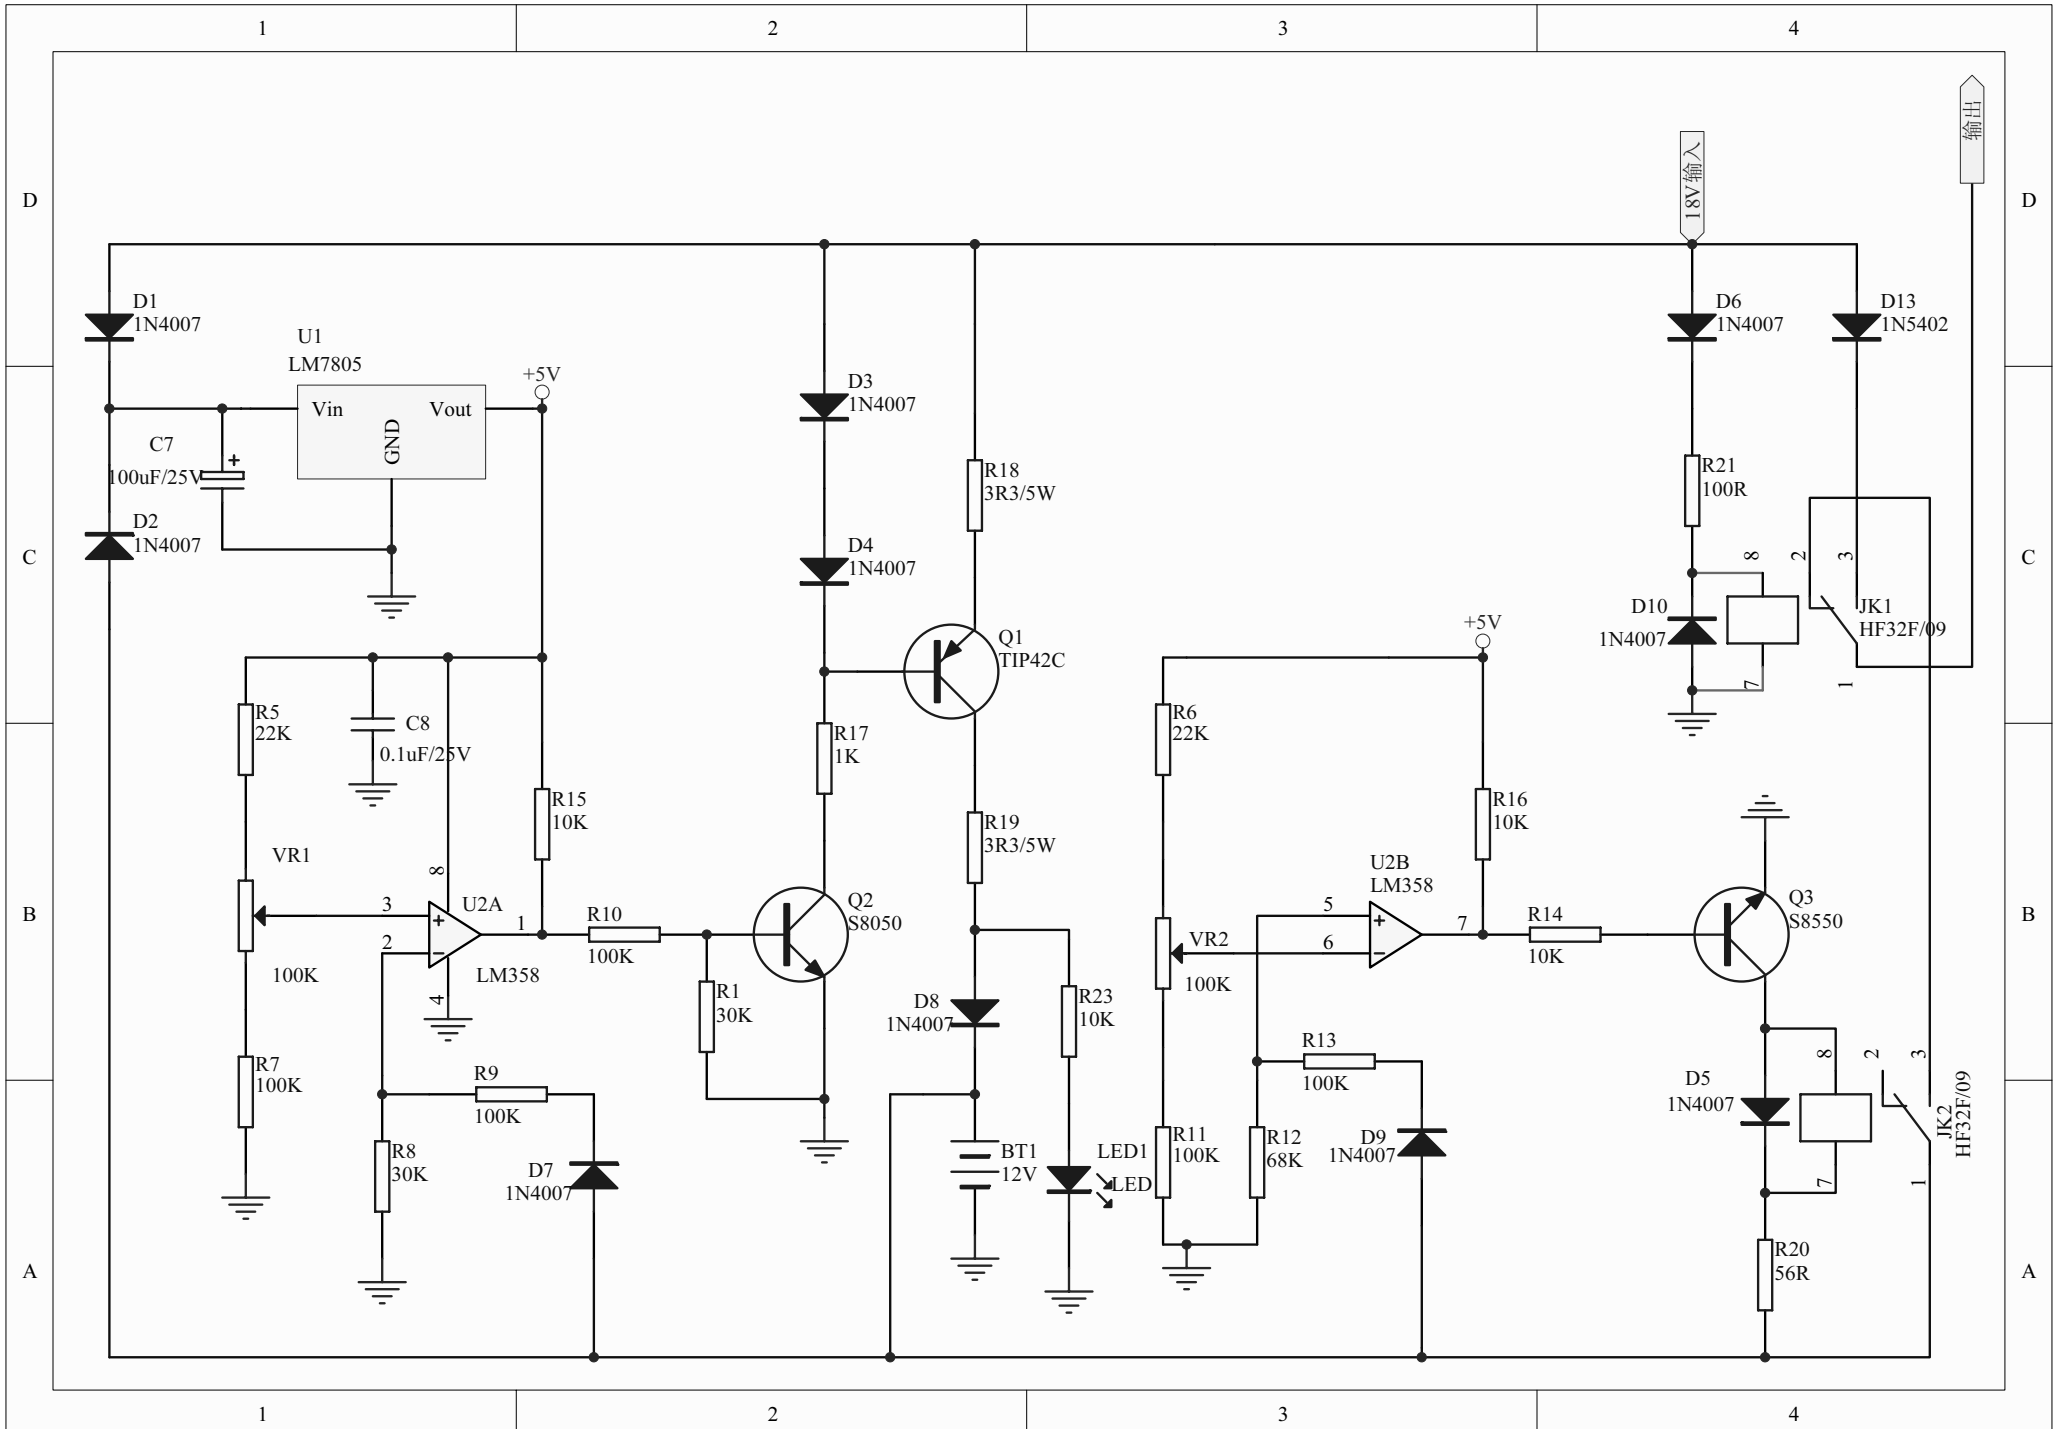 1
2
3
4
D
D
C
C
B
B
A
A
输出
18V输入
D1
1N4007
U1
LM7805
Vin
Vout
GND
+5V
C7
+
100uF/25V
D2
1N4007
D3
1N4007
D4
1N4007
R18
3R3/5W
Q1
TIP42C
D6
1N4007
D13
1N5402
R21
100R
8
2
3
D10
1N4007
JK1
HF32F/09
7
1
R5
22K
C8
0.1uF/25V
R15
10K
VR1
100K
8
3
2
+
−
U2A
1
LM358
4
R7
100K
R9
100K
R8
30K
D7
1N4007
R10
100K
R1
30K
R17
1K
Q2
S8050
R19
3R3/5W
D8
1N4007
R23
10K
BT1
12V
LED1
LED
+5V
R6
22K
R16
10K
VR2
100K
U2B
LM358
5
6
+
−
7
R14
10K
R13
100K
R11
100K
R12
68K
D9
1N4007
Q3
S8550
8
2
3
D5
1N4007
JK2
HF32F/09
7
1
R20
56R
1
2
3
4